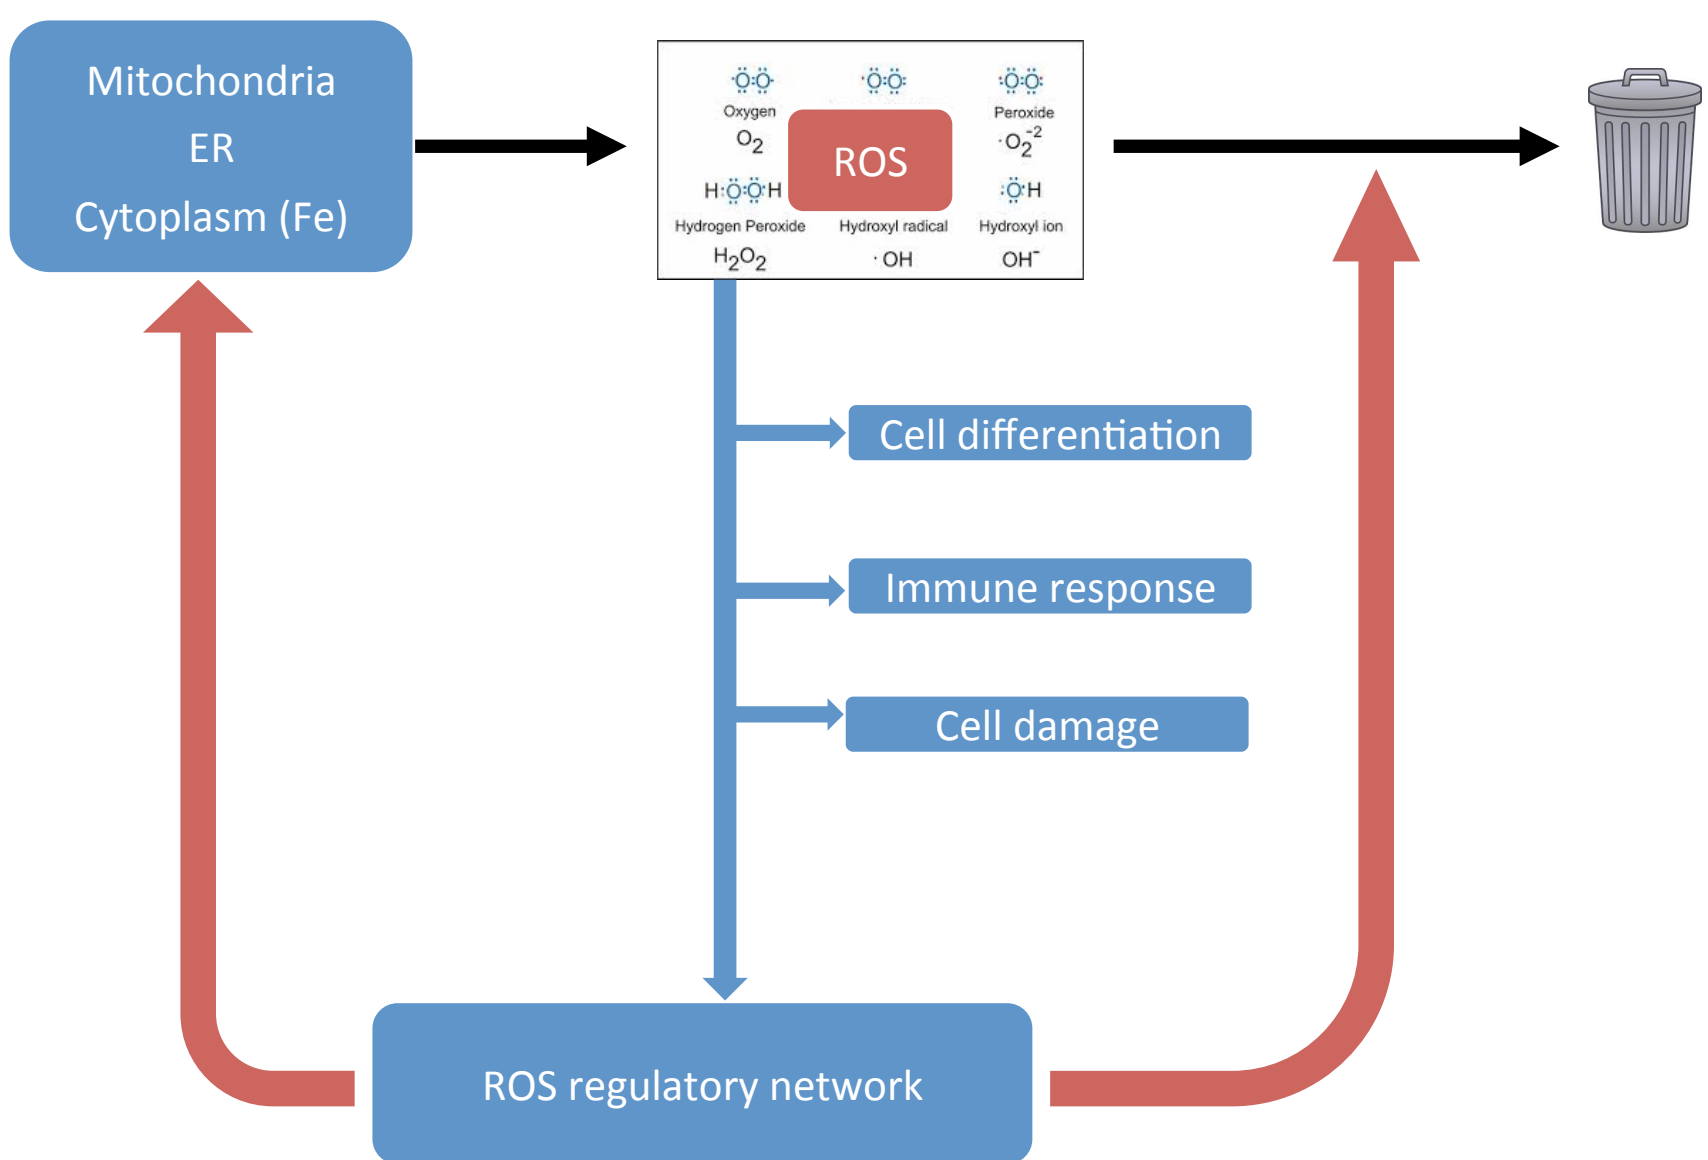 Mitochondria
ER
Cytoplasm (Fe)
·Ö:Ö·
·Ö:Ö:
:Ö:Ö:
Oxygen
Peroxide
O₂
ROS
·O₂⁻²
H:Ö:Ö:H
:Ö:H
Hydrogen Peroxide
Hydroxyl radical
Hydroxyl ion
H₂O₂
·OH
OH⁻
Cell differentiation
Immune response
Cell damage
ROS regulatory network